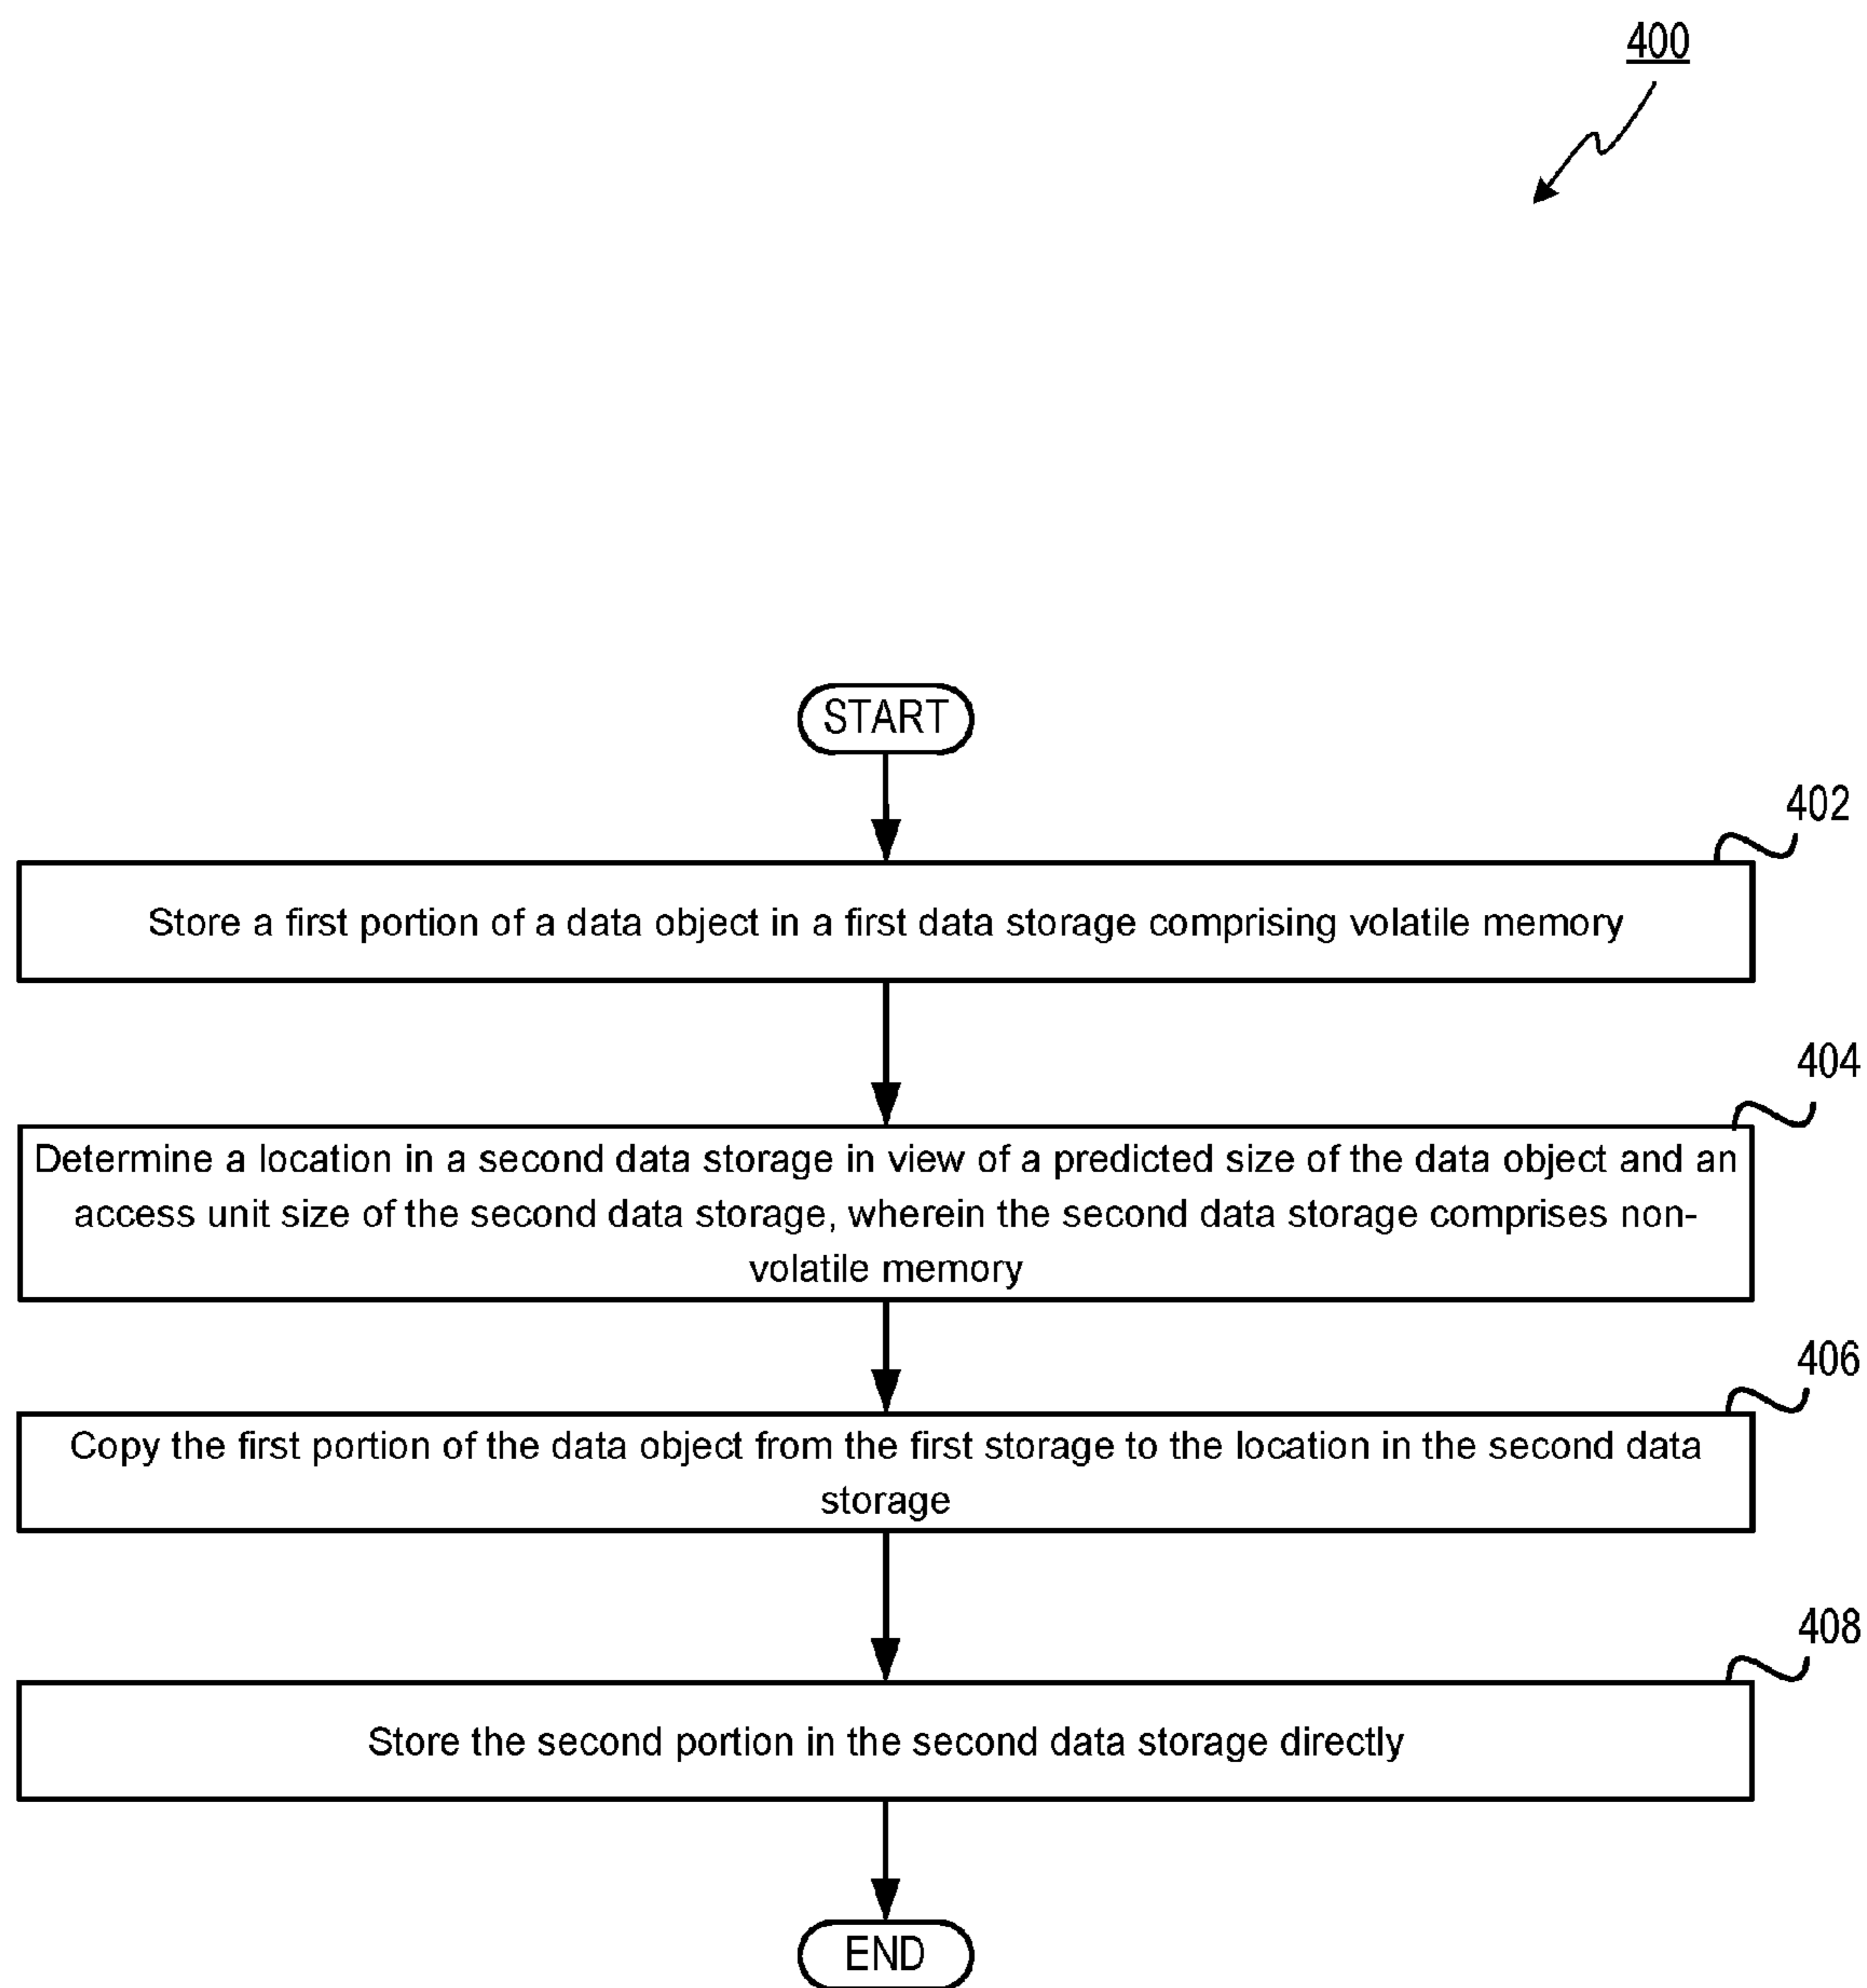 400
START
402
Store a first portion of a data object in a first data storage comprising volatile memory
404
Determine a location in a second data storage in view of a predicted size of the data object and an
access unit size of the second data storage, wherein the second data storage comprises non-
volatile memory
406
Copy the first portion of the data object from the first storage to the location in the second data
storage
408
Store the second portion in the second data storage directly
END